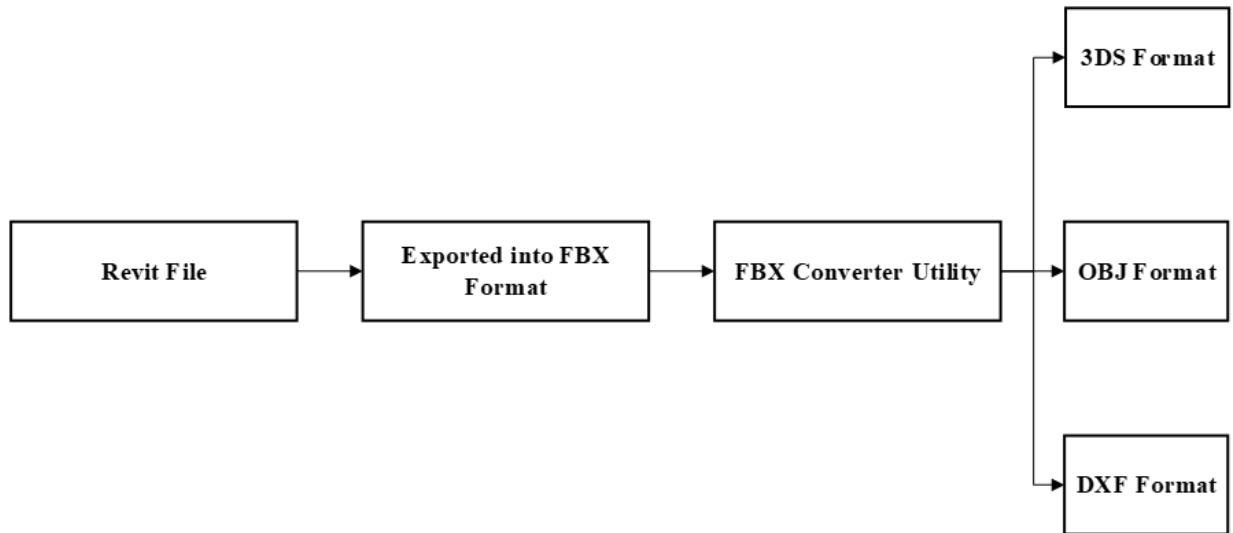 3DS Format
Revit File
Exported into FBX
Format
FBX Converter Utility
OBJ Format
DXF Format